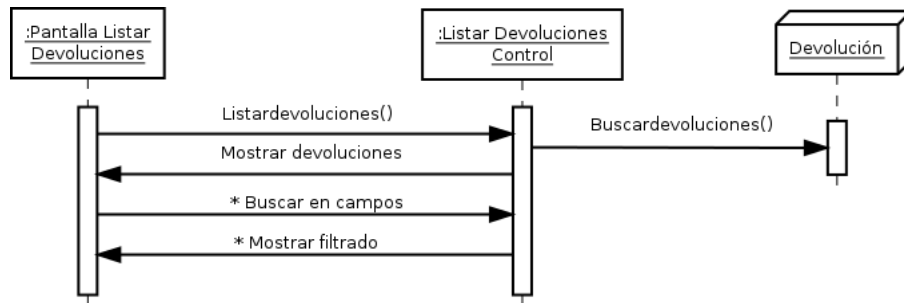 :Pantalla Listar
Devoluciones
:Listar Devoluciones
Control
Devolución
Listardevoluciones()
Buscardevoluciones()
Mostrar devoluciones
* Buscar en campos
* Mostrar filtrado